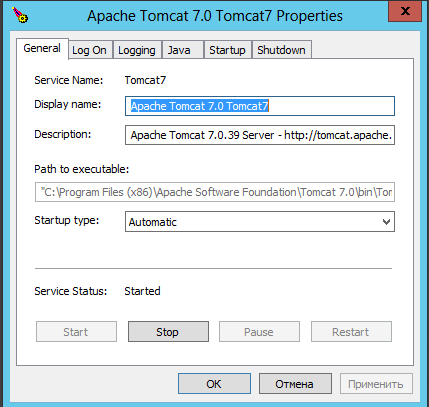 Apache Tomcat 7.0 Tomcat7 Properties
x
General Log On Logging Java Startup Shutdown
Service Name: Tomcat7
Display name: Apache Tomcat 7.0 Tomcat7
Description: Apache Tomcat 7.0.39 Server - http://tomcat.apache.
Path to executable:
"C:\Program Files (x86)\Apache Software Foundation\Tomcat 7.0\bin\Tom
Startup type: Automatic
Service Status: Started
Start Stop Pause Restart
OK Отмена Применить